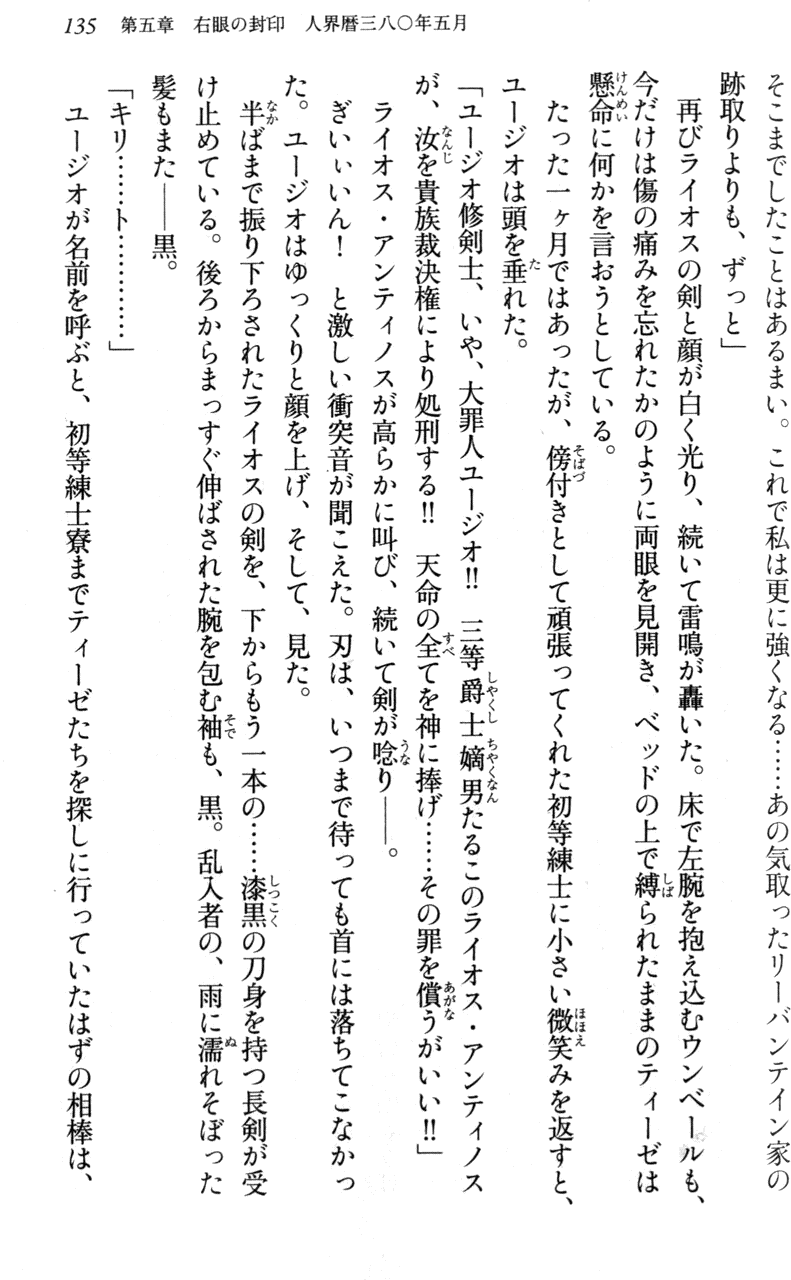 135　第五章　右眼の封印　人界暦三八〇年五月
そこまでしたことはあるまい。これで私は更に強くなる……あの気取ったリーバンテイン家の
跡取りよりも、ずっと」
再びライオスの剣と顔が白く光り、続いて雷鳴が轟いた。床で左腕を抱え込むウンベールも、
今だけは傷の痛みを忘れたかのように両眼を見開き、ベッドの上で縛られたままのティーゼは
懸命に何かを言おうとしている。
たった一ヶ月ではあったが、傍付きとして頑張ってくれた初等練士に小さい微笑みを返すと、
ユージオは頭を垂れた。
「ユージオ修剣士、いや、大罪人ユージオ!!　三等爵士嫡男たるこのライオス・アンティノス
が、汝を貴族裁決権により処刑する!!　天命の全てを神に捧げ……その罪を償うがいい!!」
ライオス・アンティノスが高らかに叫び、続いて剣が唸り――。
ぎいぃいん！　と激しい衝突音が聞こえた。刃は、いつまで待っても首には落ちてこなかっ
た。ユージオはゆっくりと顔を上げ、そして、見た。
半ばまで振り下ろされたライオスの剣を、下からもう一本の……漆黒の刀身を持つ長剣が受
け止めている。後ろからまっすぐ伸ばされた腕を包む袖も、黒。乱入者の、雨に濡れそぼった
髪もまた――黒。
「キリ……ト…………」
ユージオが名前を呼ぶと、初等練士寮までティーゼたちを探しに行っていたはずの相棒は、